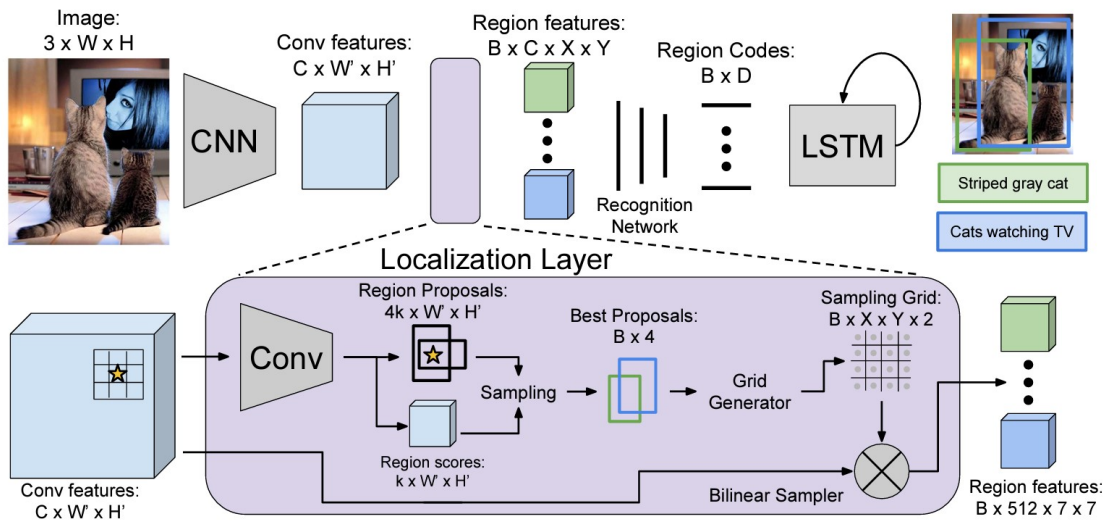 Image:
3 x W x H
CNN
Conv features:
C x W' x H'
Region features:
B x C x X x Y
Recognition
Network
Region Codes:
B x D
LSTM
Striped gray cat
Cats watching TV
Localization Layer
Conv features:
C x W' x H'
Conv
Region Proposals:
4k x W' x H'
Region scores:
k x W' x H'
Sampling
Best Proposals:
B x 4
Grid
Generator
Sampling Grid:
B x X x Y x 2
Bilinear Sampler
Region features:
B x 512 x 7 x 7